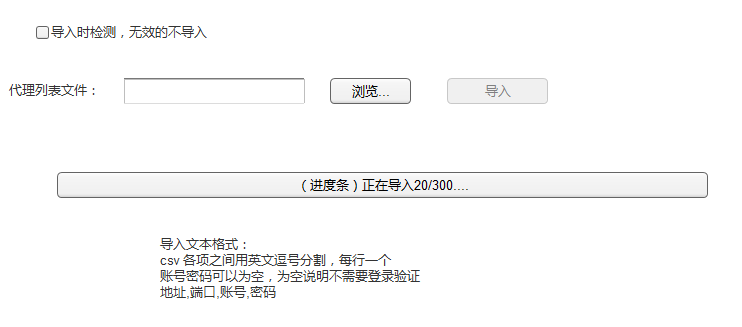 导入时检测，无效的不导入
代理列表文件： 浏览... 导入
（进度条）正在导入20/300....
导入文本格式：
csv 各项之间用英文逗号分割，每行一个
账号密码可以为空，为空说明不需要登录验证
地址,端口,账号,密码